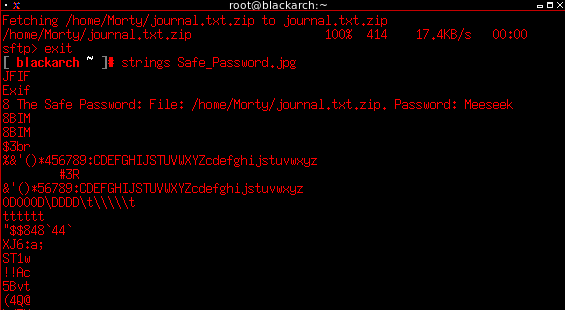 root@blackarch:~
Fetching /home/Morty/journal.txt.zip to journal.txt.zip
/home/Morty/journal.txt.zip 100% 414 17.4KB/s 00:00
sftp> exit
[ blackarch ~ ]# strings Safe_Password.jpg
JFIF
Exif
8 The Safe Password: File: /home/Morty/journal.txt.zip. Password: Meeseek
8BIM
8BIM
$3br
%&'()*456789:CDEFGHIJSTUVWXYZcdefghijstuvwxyz
#3R
&'()*56789:CDEFGHIJSTUVWXYZcdefghijstuvwxyz
0D000D\DDDD\t\\\\\t
tttttt
"$$848`44`
XJ6:a;
ST1w
!!Ac
5Bvt
(4Q@